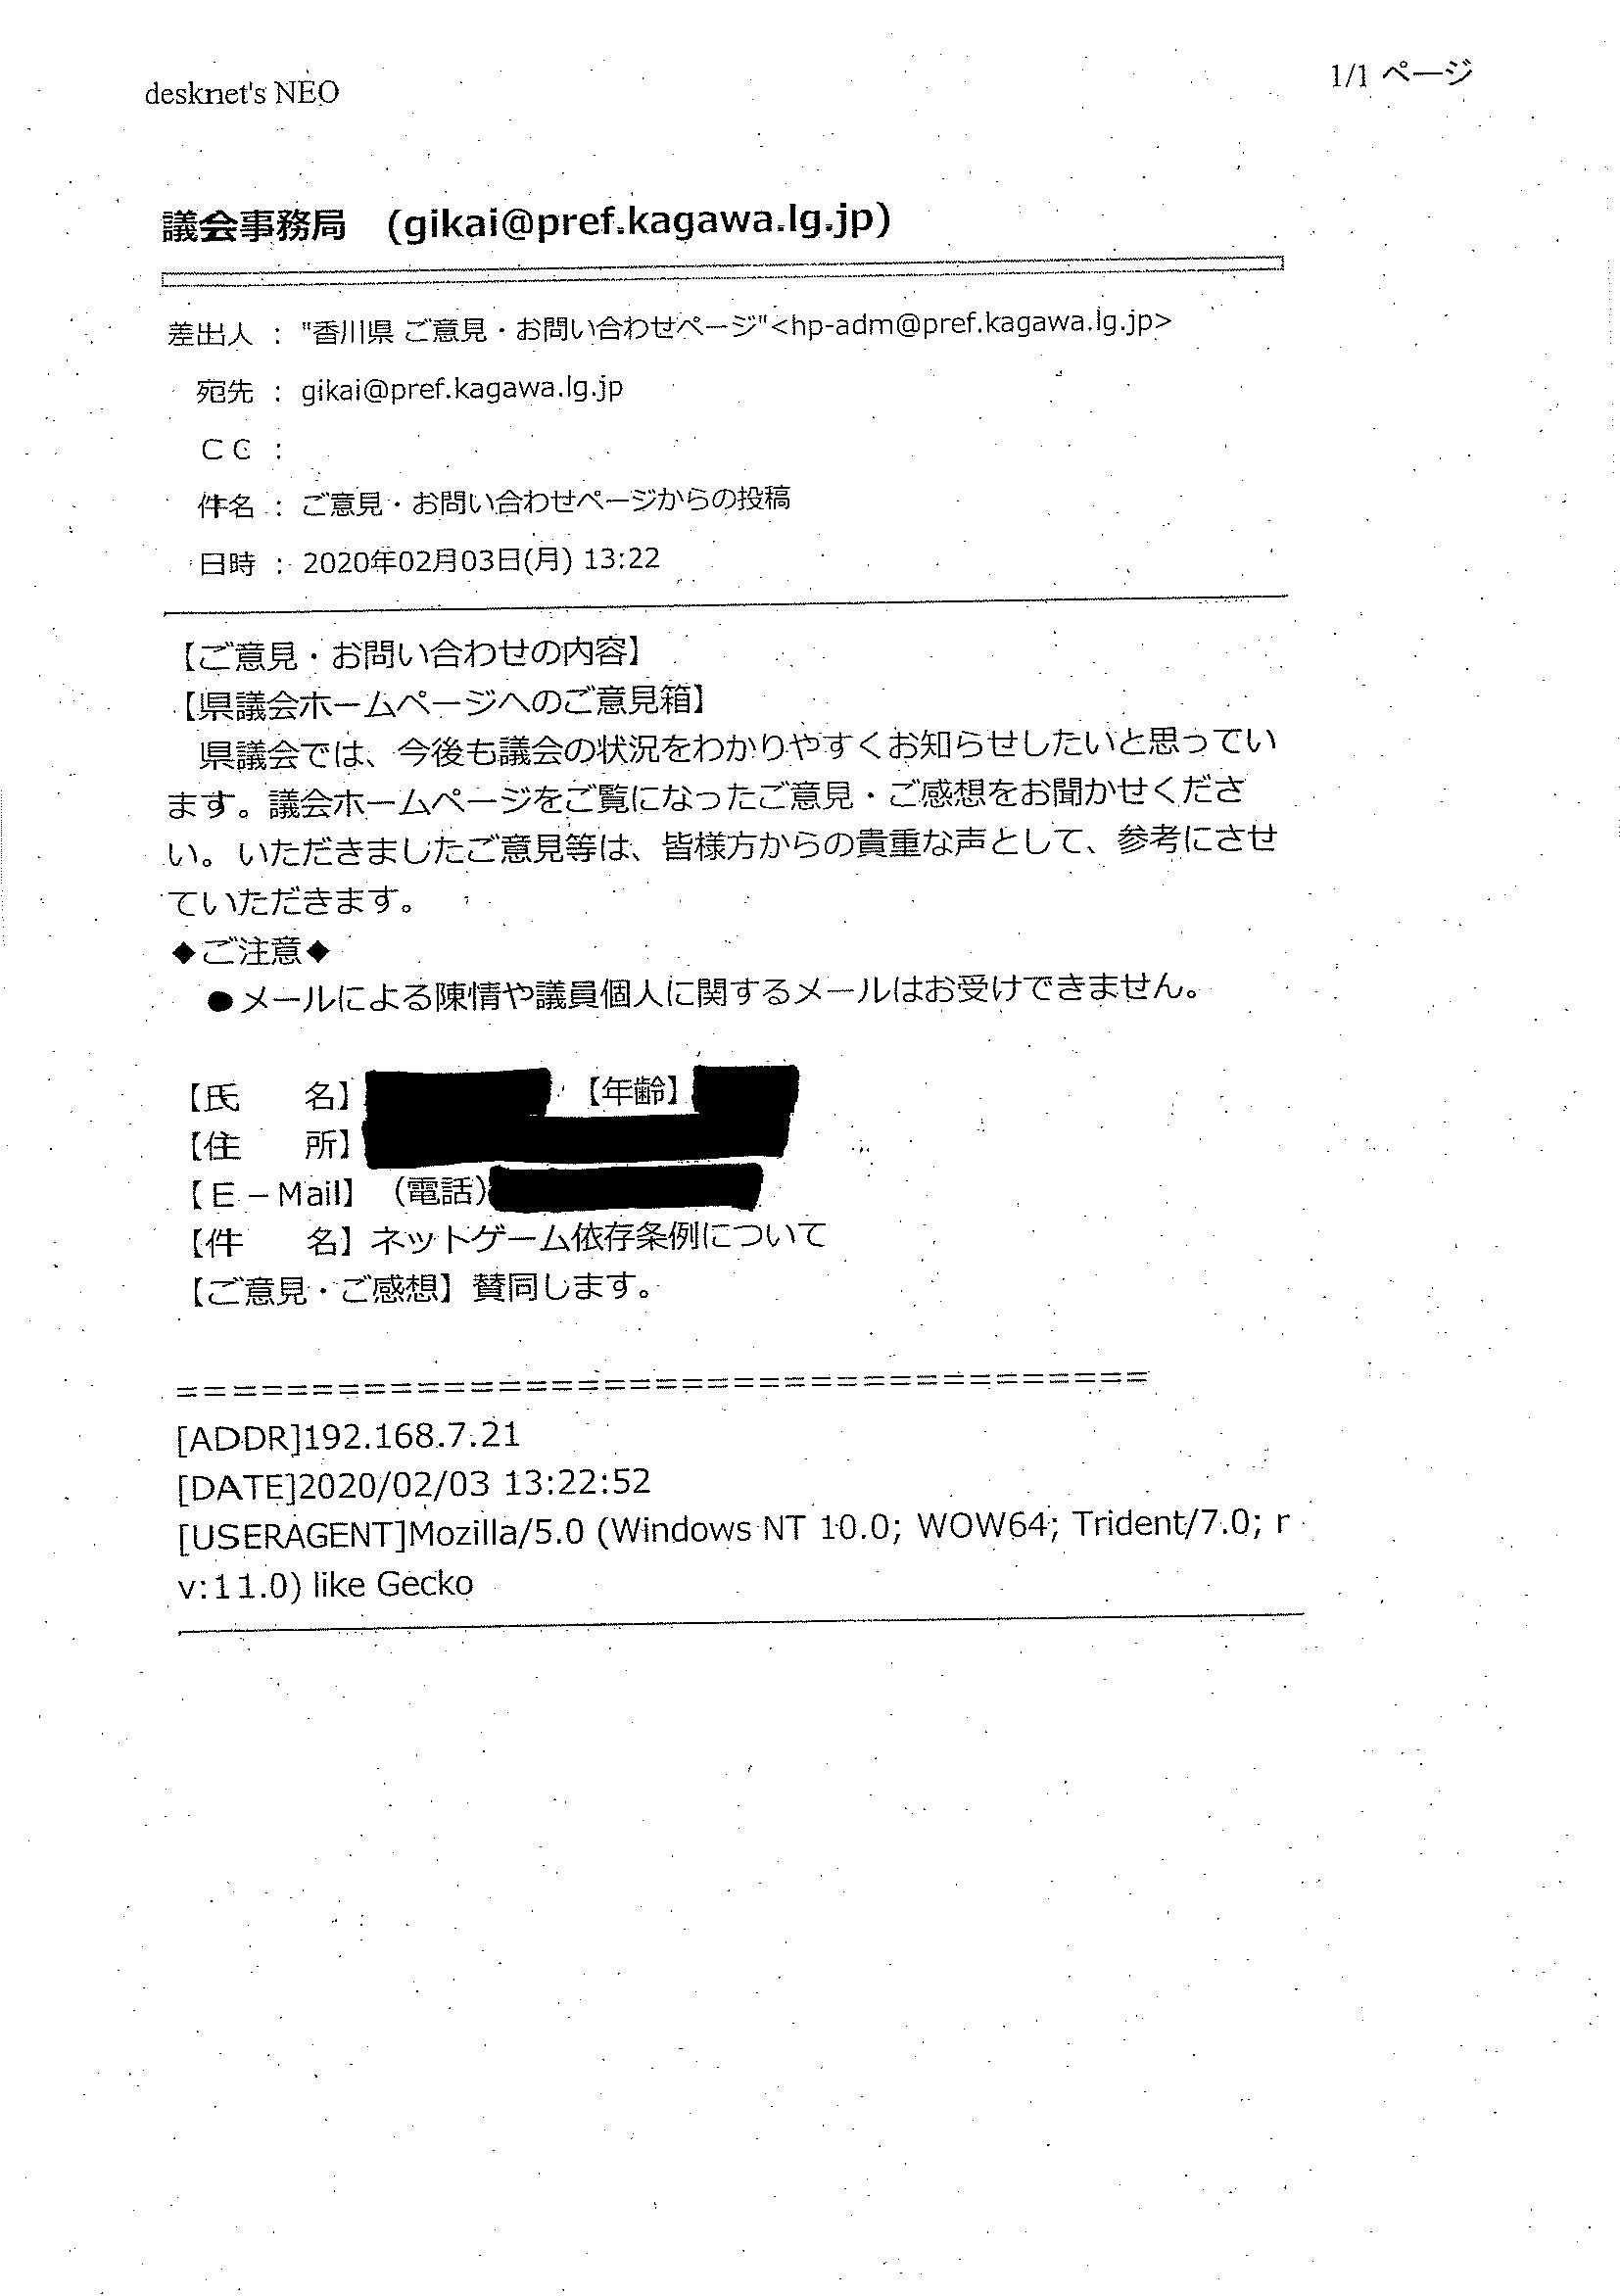 desknet's NEO
1/1 ページ
議会事務局 (gikai@pref.kagawa.lg.jp)
差出人 : "香川県 ご意見・お問い合わせページ"<hp-adm@pref.kagawa.lg.jp>
宛先 : gikai@pref.kagawa.lg.jp
ＣＣ :
件名 : ご意見・お問い合わせページからの投稿
日時 : 2020年02月03日(月) 13:22
【ご意見・お問い合わせの内容】
【県議会ホームページへのご意見箱】
　県議会では、今後も議会の状況をわかりやすくお知らせしたいと思ってい
ます。議会ホームページをご覧になったご意見・ご感想をお聞かせくださ
い。いただきましたご意見等は、皆様方からの貴重な声として、参考にさせ
ていただきます。
◆ご注意◆
　●メールによる陳情や議員個人に関するメールはお受けできません。
【氏　　名】 【年齢】
【住　　所】
【Ｅ－Mail】（電話）
【件　　名】ネットゲーム依存条例について
【ご意見・ご感想】賛同します。
=====================================
[ADDR]192.168.7.21
[DATE]2020/02/03 13:22:52
[USERAGENT]Mozilla/5.0 (Windows NT 10.0; WOW64; Trident/7.0; r
v:11.0) like Gecko